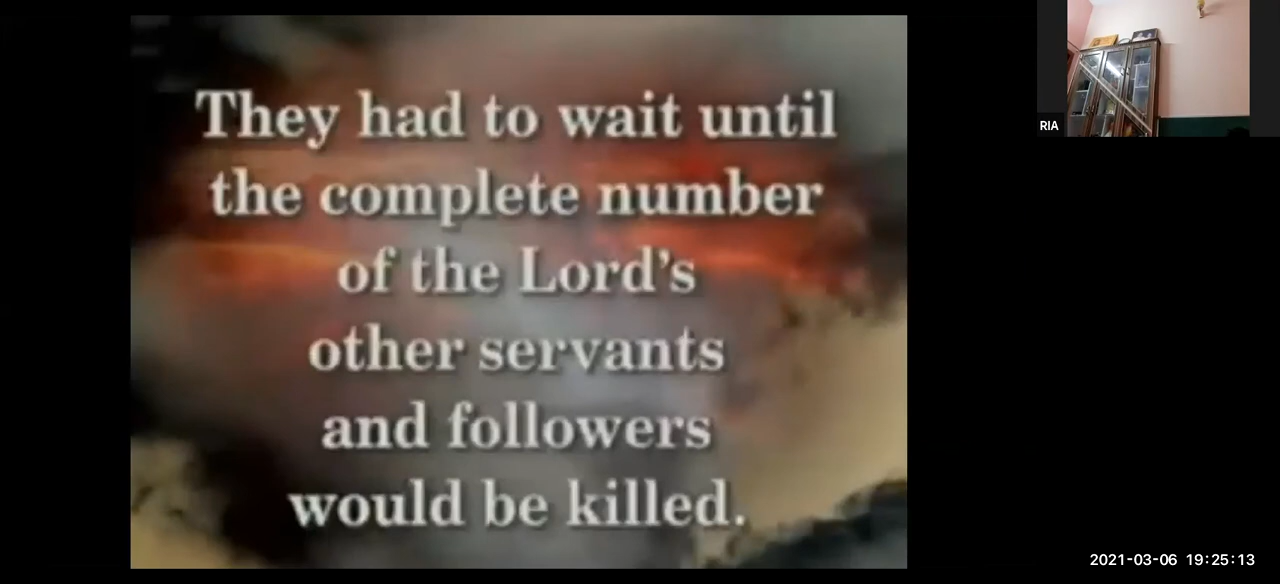 They had to wait until
the complete number
of the Lord's
other servants
and followers
would be killed.
RIA
2021-03-06 19:25:13